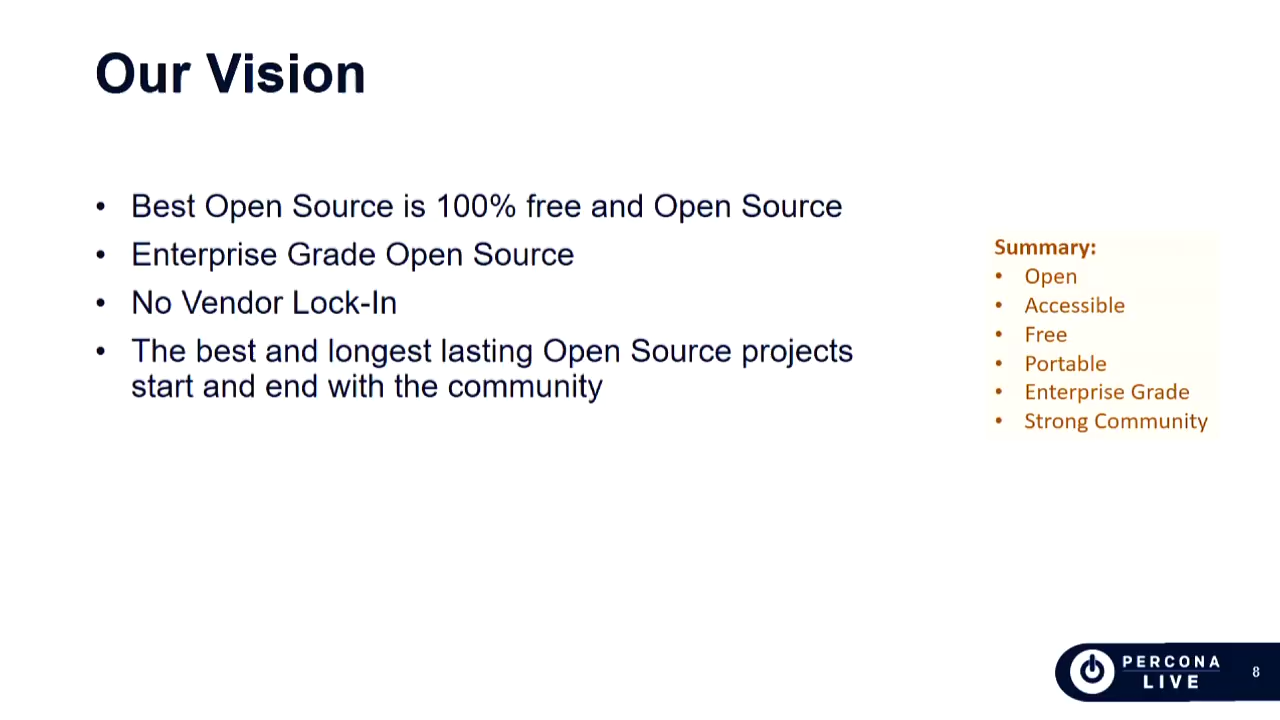 Our Vision
• Best Open Source is 100% free and Open Source
• Enterprise Grade Open Source
• No Vendor Lock-In
• The best and longest lasting Open Source projects
start and end with the community
Summary:
• Open
• Accessible
• Free
• Portable
• Enterprise Grade
• Strong Community
PERCONA
LIVE
8